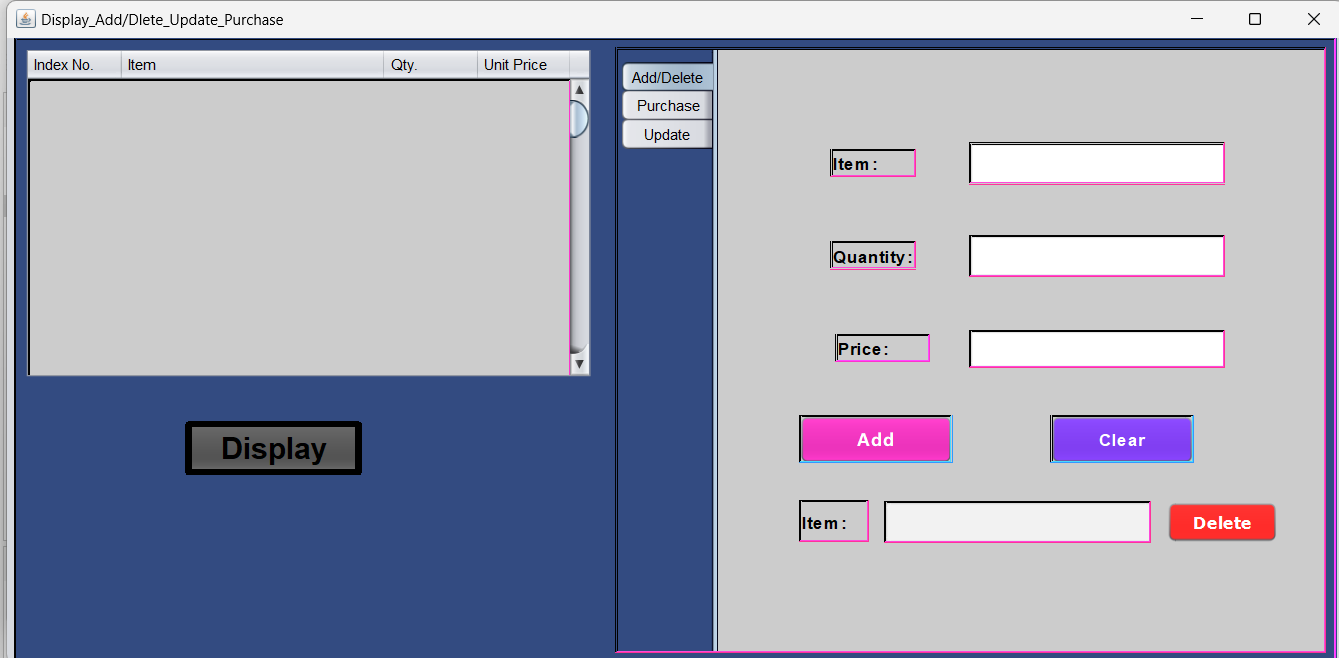 Display_Add/Dlete_Update_Purchase
Index No. Item Qty. Unit Price
Display
Add/Delete
Purchase
Update
Item :
Quantity:
Price:
Add Clear
Item : Delete